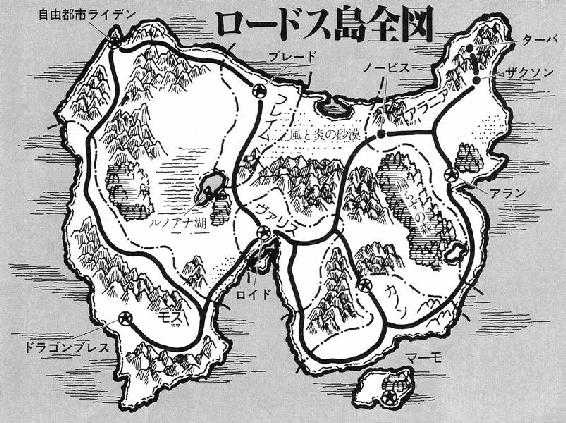 ロードス島全図
自由都市ライデン
ブレード
ノービス
ターバ
ザクソン
フレイム
風と炎の砂漠
アラニア
アラン
ルノアナ湖
ヴァリス
ロイド
カノン
モス
ドラゴンブレス
マーモ